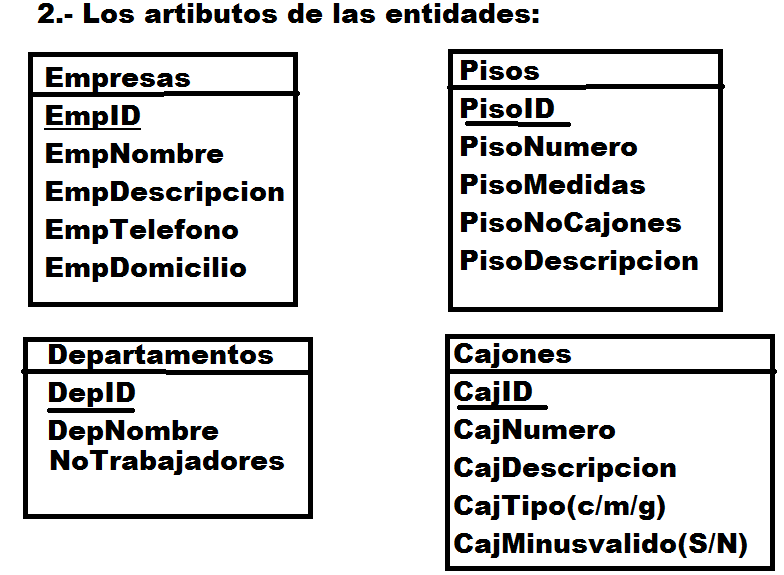 2.- Los artibutos de las entidades:
Empresas
EmpID
EmpNombre
EmpDescripcion
EmpTelefono
EmpDomicilio
Pisos
PisoID
PisoNumero
PisoMedidas
PisoNoCajones
PisoDescripcion
Departamentos
DepID
DepNombre
NoTrabajadores
Cajones
CajID
CajNumero
CajDescripcion
CajTipo(c/m/g)
CajMinusvalido(S/N)